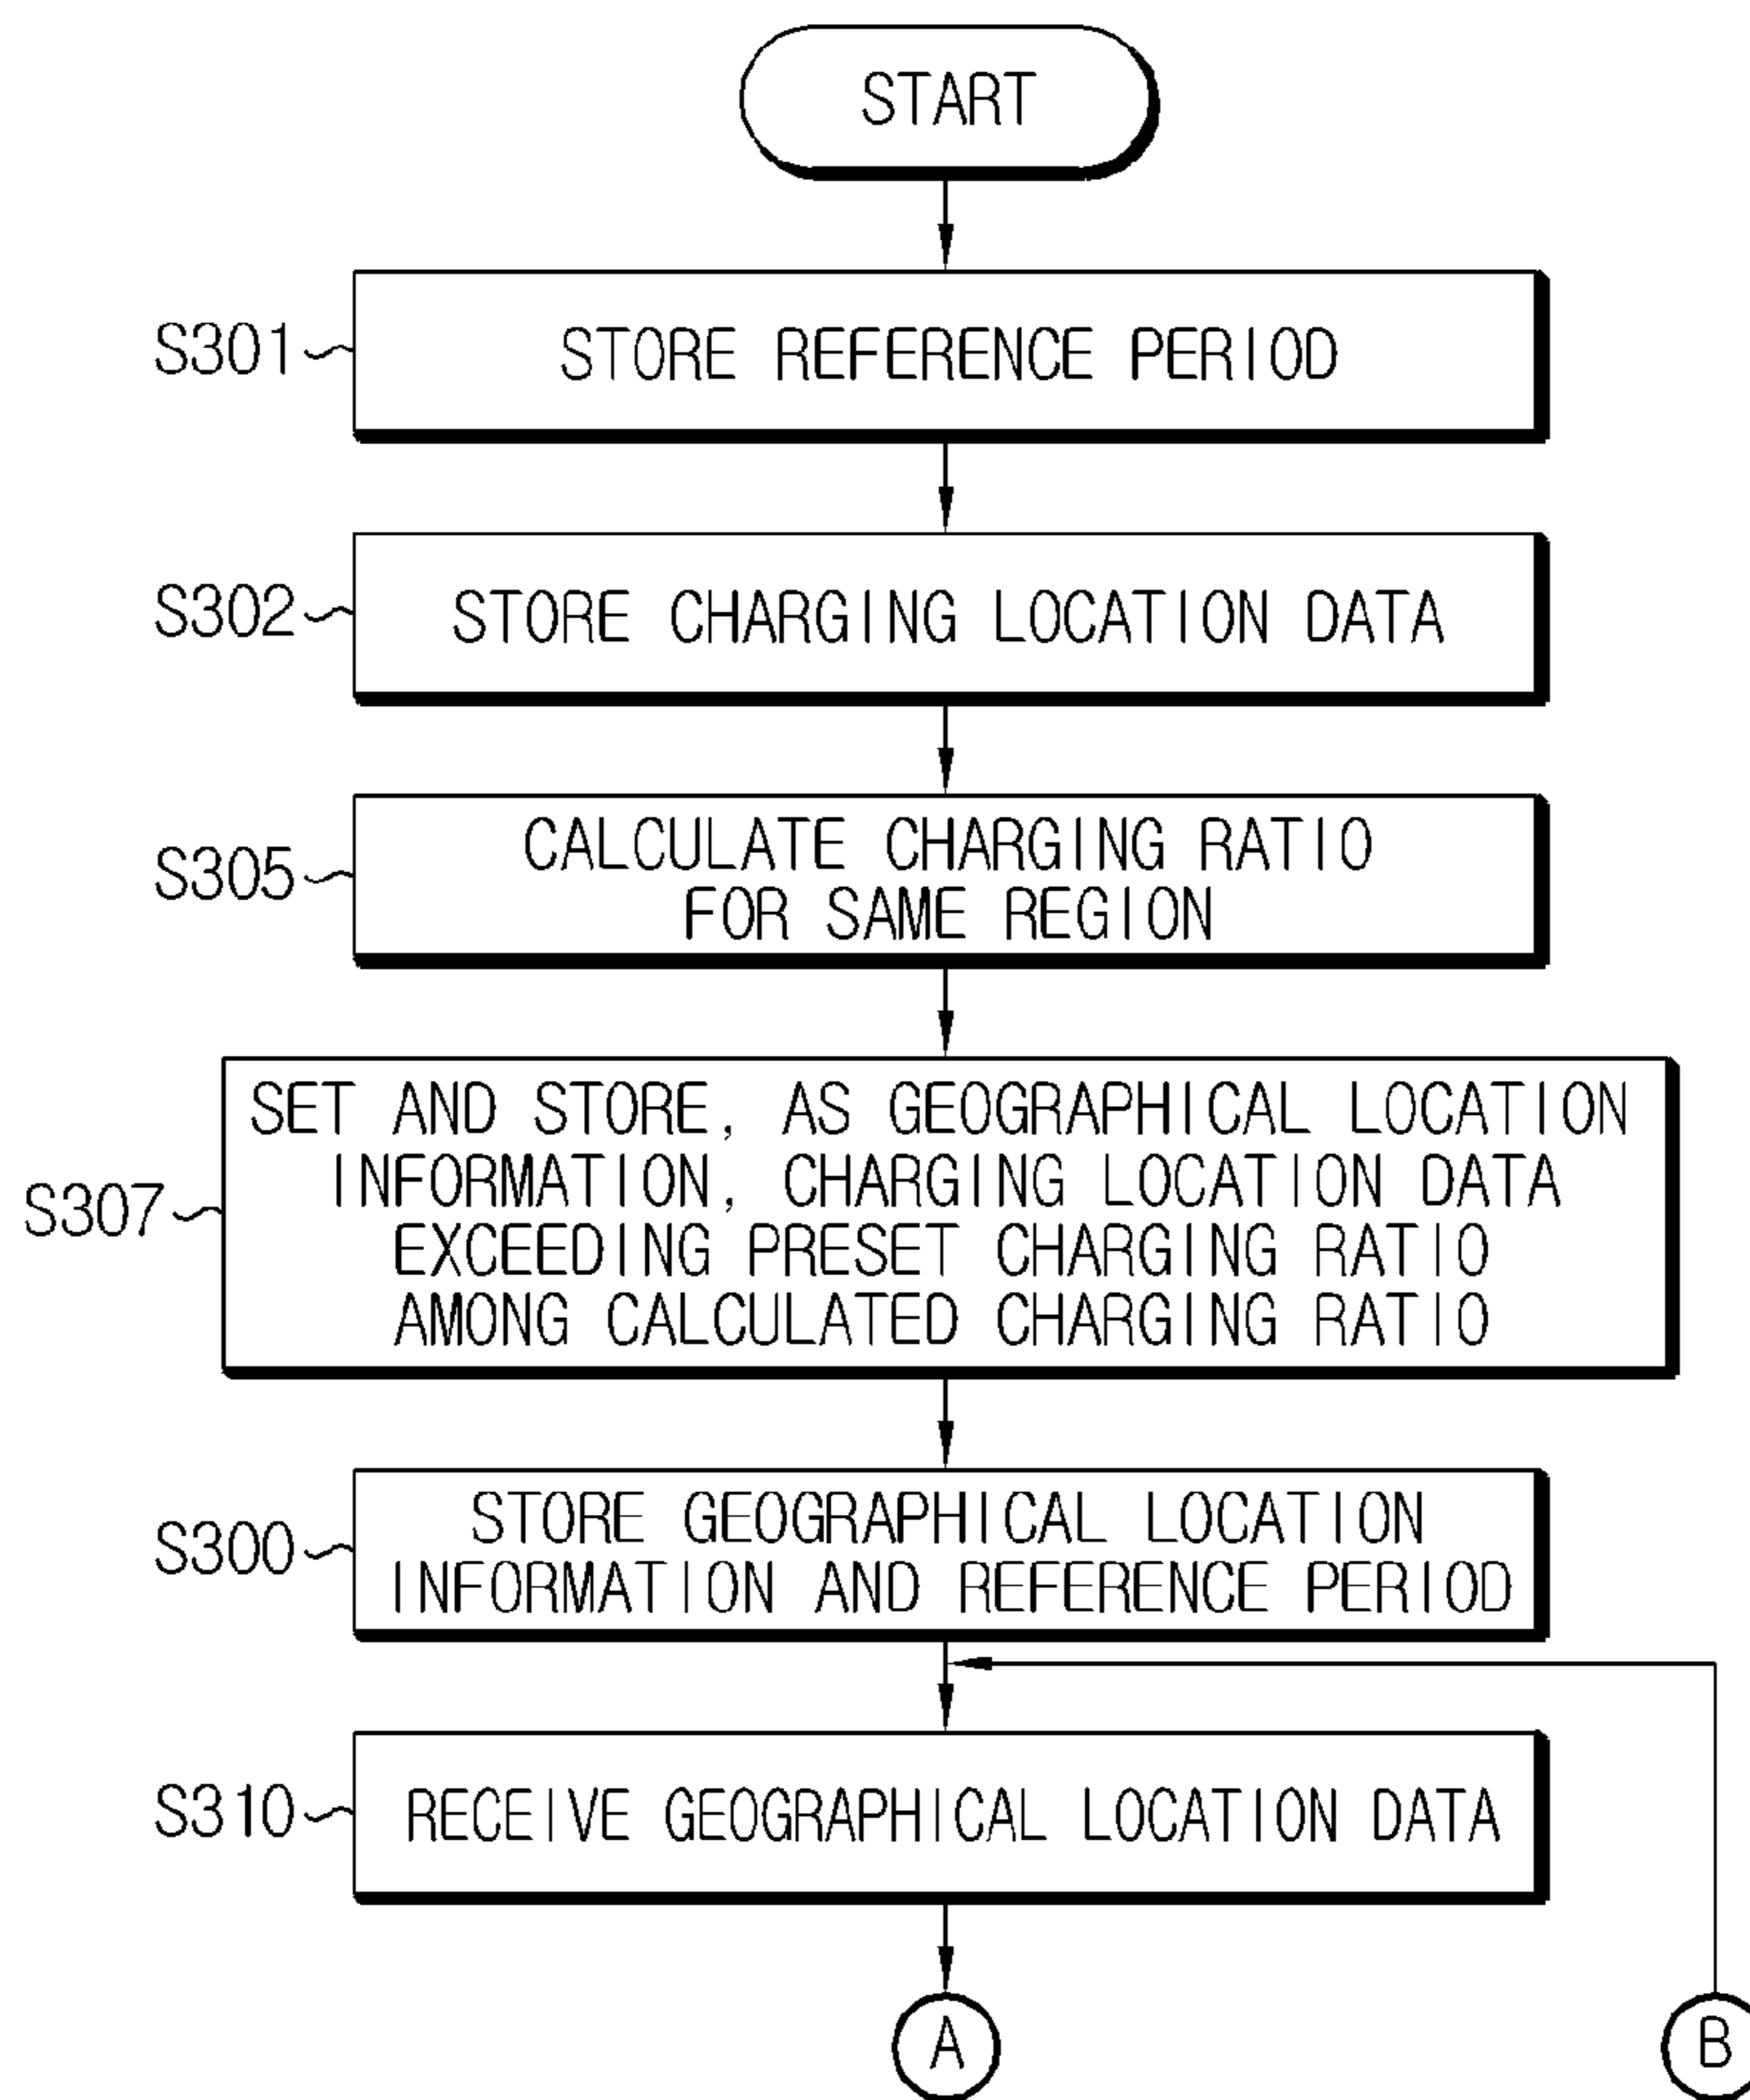 START
S301
STORE REFERENCE PERIOD
S302
STORE CHARGING LOCATION DATA
S305
CALCULATE CHARGING RATIO
FOR SAME REGION
S307
SET AND STORE, AS GEOGRAPHICAL LOCATION
INFORMATION, CHARGING LOCATION DATA
EXCEEDING PRESET CHARGING RATIO
AMONG CALCULATED CHARGING RATIO
S300
STORE GEOGRAPHICAL LOCATION
INFORMATION AND REFERENCE PERIOD
S310
RECEIVE GEOGRAPHICAL LOCATION DATA
A
B